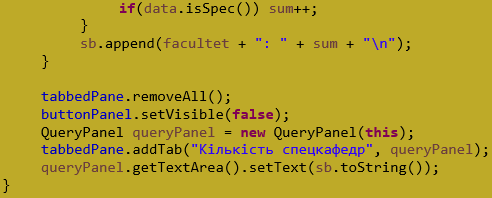 if(data.isSpec()) sum++;
}
sb.append(facultet + ": " + sum + "\n");
}
tabbedPane.removeAll();
buttonPanel.setVisible(false);
QueryPanel queryPanel = new QueryPanel(this);
tabbedPane.addTab("Кількість спецкафедр", queryPanel);
queryPanel.getTextArea().setText(sb.toString());
}